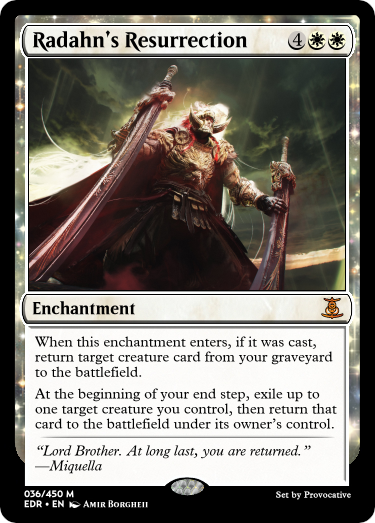 Radahn's Resurrection 4
Enchantment
When this enchantment enters, if it was cast,
return target creature card from your graveyard
to the battlefield.
At the beginning of your end step, exile up to
one target creature you control, then return that
card to the battlefield under its owner's control.
“Lord Brother. At long last, you are returned.”
—Miquella
036/450 M
EDR • EN Amir Borgheii
Set by Provocative